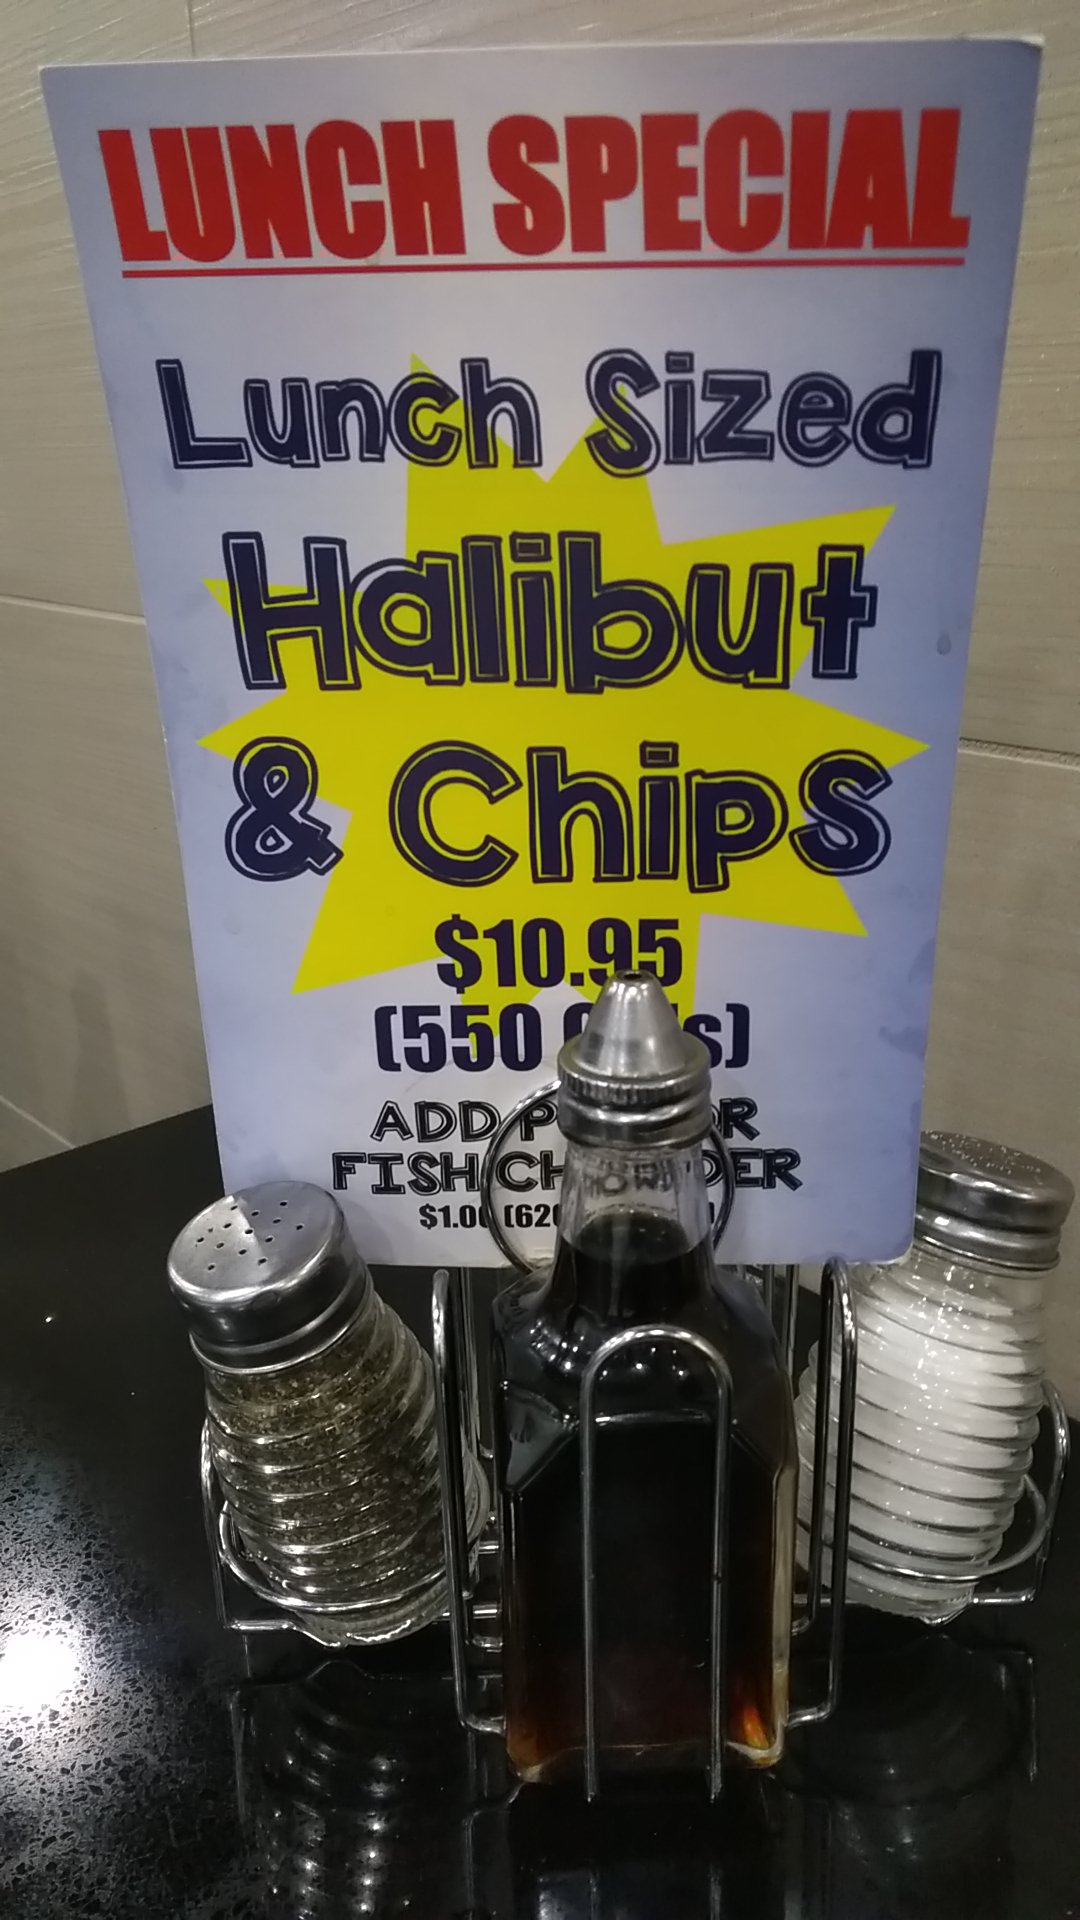 LUNCH SPECIAL
Lunch Sized
Halibut
& Chips
$10.95
(550
ADD
FISH
$1.00